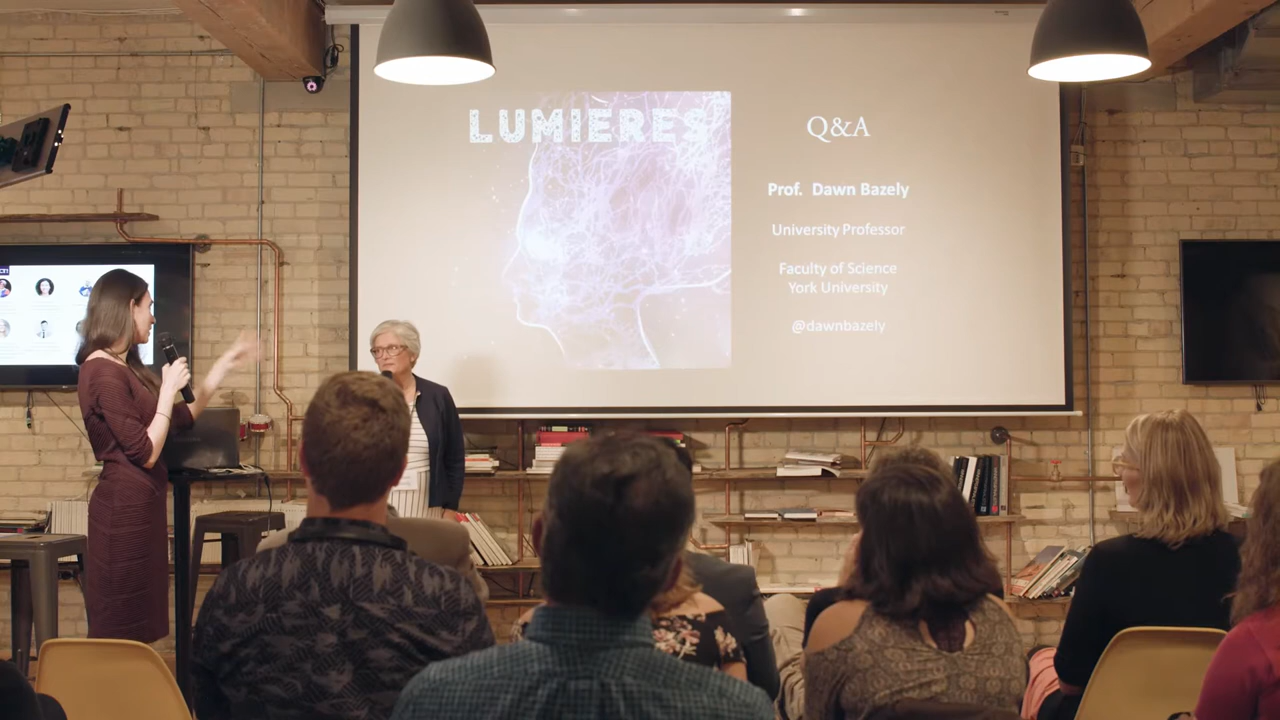 LUMIERES
Q&A
Prof. Dawn Bazely
University Professor
Faculty of Science
York University
@dawnbazely